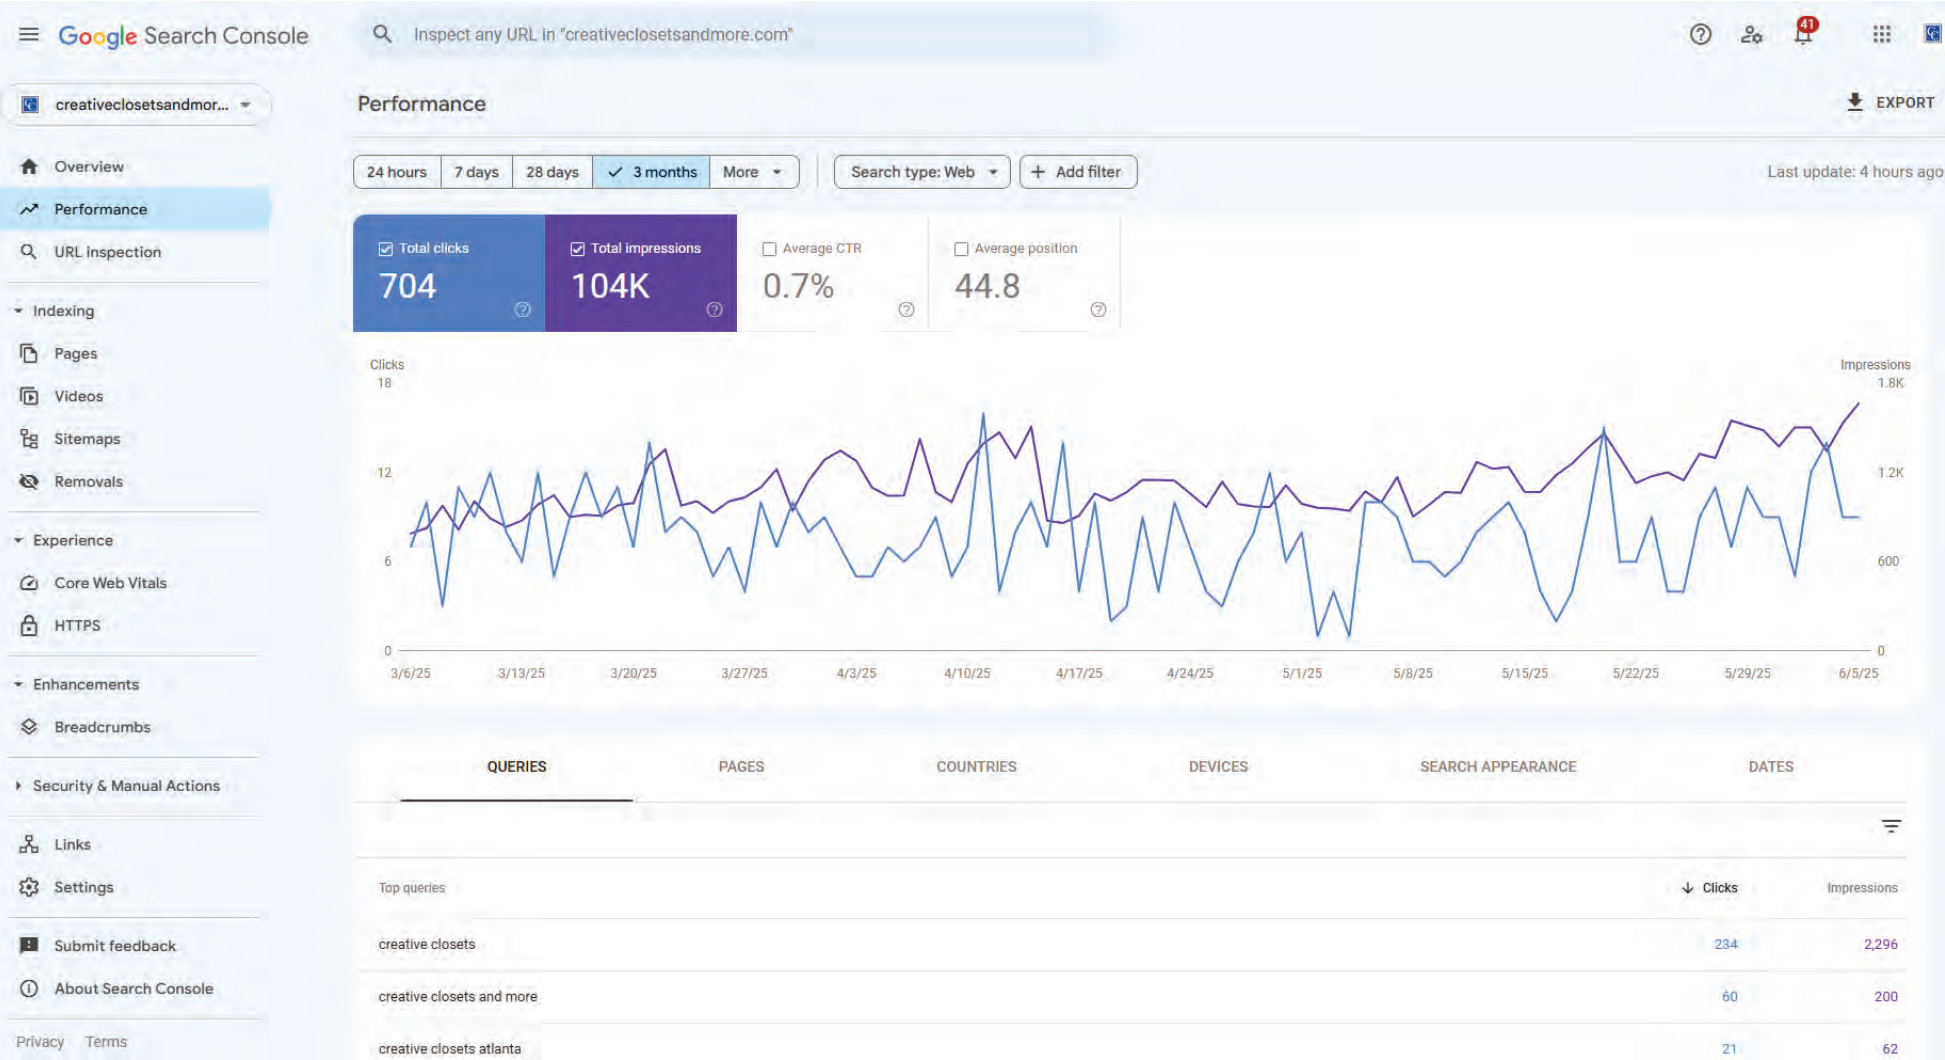 Google Search Console
Inspect any URL in "creativeclosetsandmore.com"
41
creativeclosetsandmor...
Performance
EXPORT
Overview
Performance
URL inspection
Indexing
Pages
Videos
Sitemaps
Removals
Experience
Core Web Vitals
HTTPS
Enhancements
Breadcrumbs
Security & Manual Actions
Links
Settings
Submit feedback
About Search Console
Privacy Terms
24 hours 7 days 28 days 3 months More
Search type: Web
Add filter
Last update: 4 hours ago
Total clicks
704
Total impressions
104K
Average CTR
0.7%
Average position
44.8
Clicks
Impressions
18
1.8K
12
1.2K
6
600
0
0
3/6/25 3/13/25 3/20/25 3/27/25 4/3/25 4/10/25 4/17/25 4/24/25 5/1/25 5/8/25 5/15/25 5/22/25 5/29/25 6/5/25
QUERIES PAGES COUNTRIES DEVICES SEARCH APPEARANCE DATES
Top queries Clicks Impressions
creative closets 234 2,296
creative closets and more 60 200
creative closets atlanta 21 62